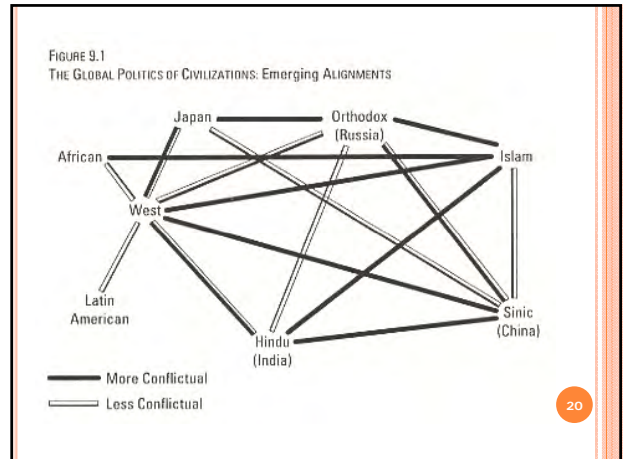 FIGURE 9.1
THE GLOBAL POLITICS OF CIVILIZATIONS: EMERGING ALIGNMENTS
Japan
Orthodox
(Russia)
African
Islam
West
Latin
American
Sinic
(China)
Hindu
(India)
More Conflictual
Less Conflictual
20